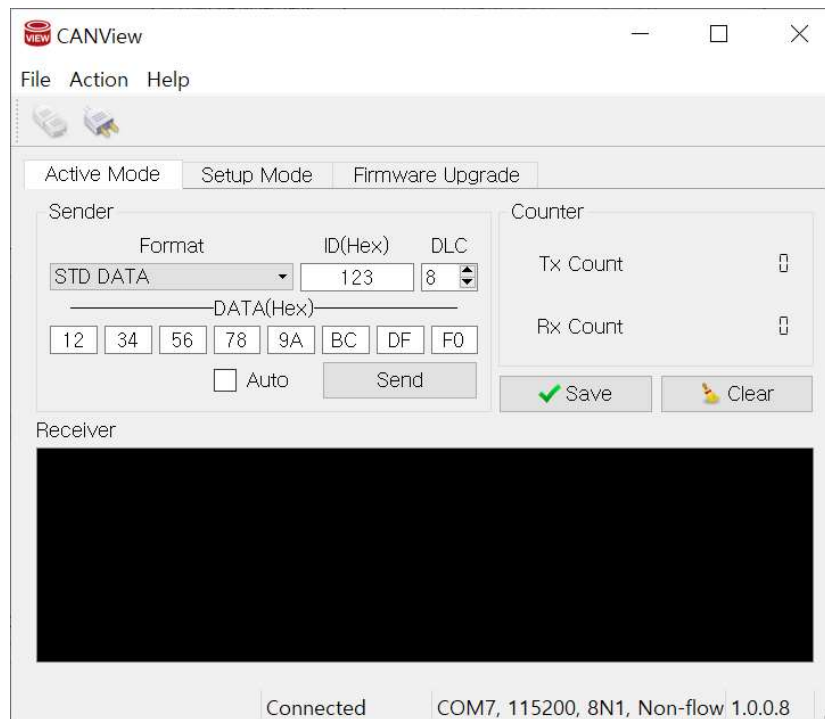 VIEW CANView
File Action Help
Active Mode Setup Mode Firmware Upgrade
Sender Counter
Format ID(Hex) DLC
STD DATA 123 8
Tx Count 0
DATA(Hex)
Rx Count 0
12 34 56 78 9A BC DF F0
Auto Send
Save Clear
Receiver
Connected COM7, 115200, 8N1, Non-flow 1.0.0.8